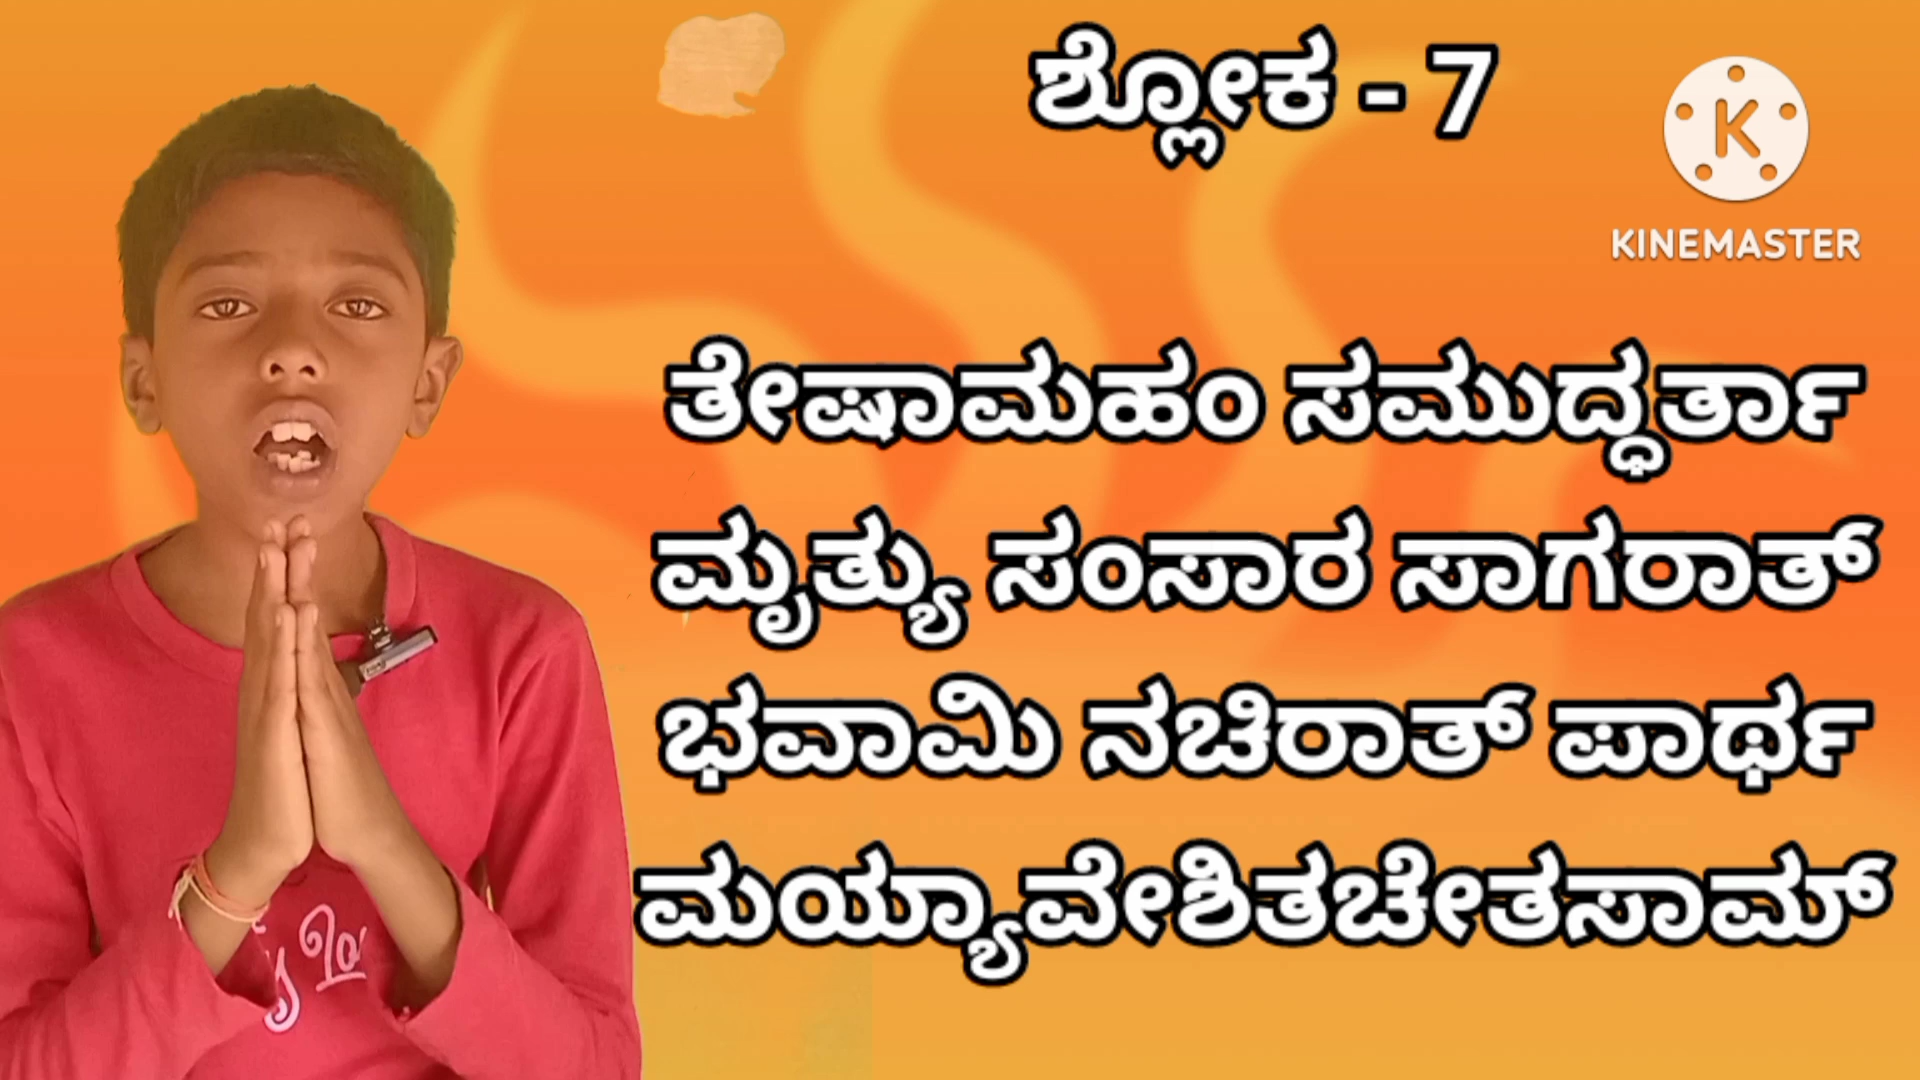 ಶ್ಲೋಕ - 7
KINEMASTER
ತೇಷಾಮಹಂ ಸಮುದ್ಧರ್ತಾ
ಮೃತ್ಯು ಸಂಸಾರ ಸಾಗರಾತ್
ಭವಾಮಿ ನಚಿರಾತ್ ಪಾರ್ಥ
ಮಯ್ಯಾವೇಶಿತಚೇತಸಾಮ್